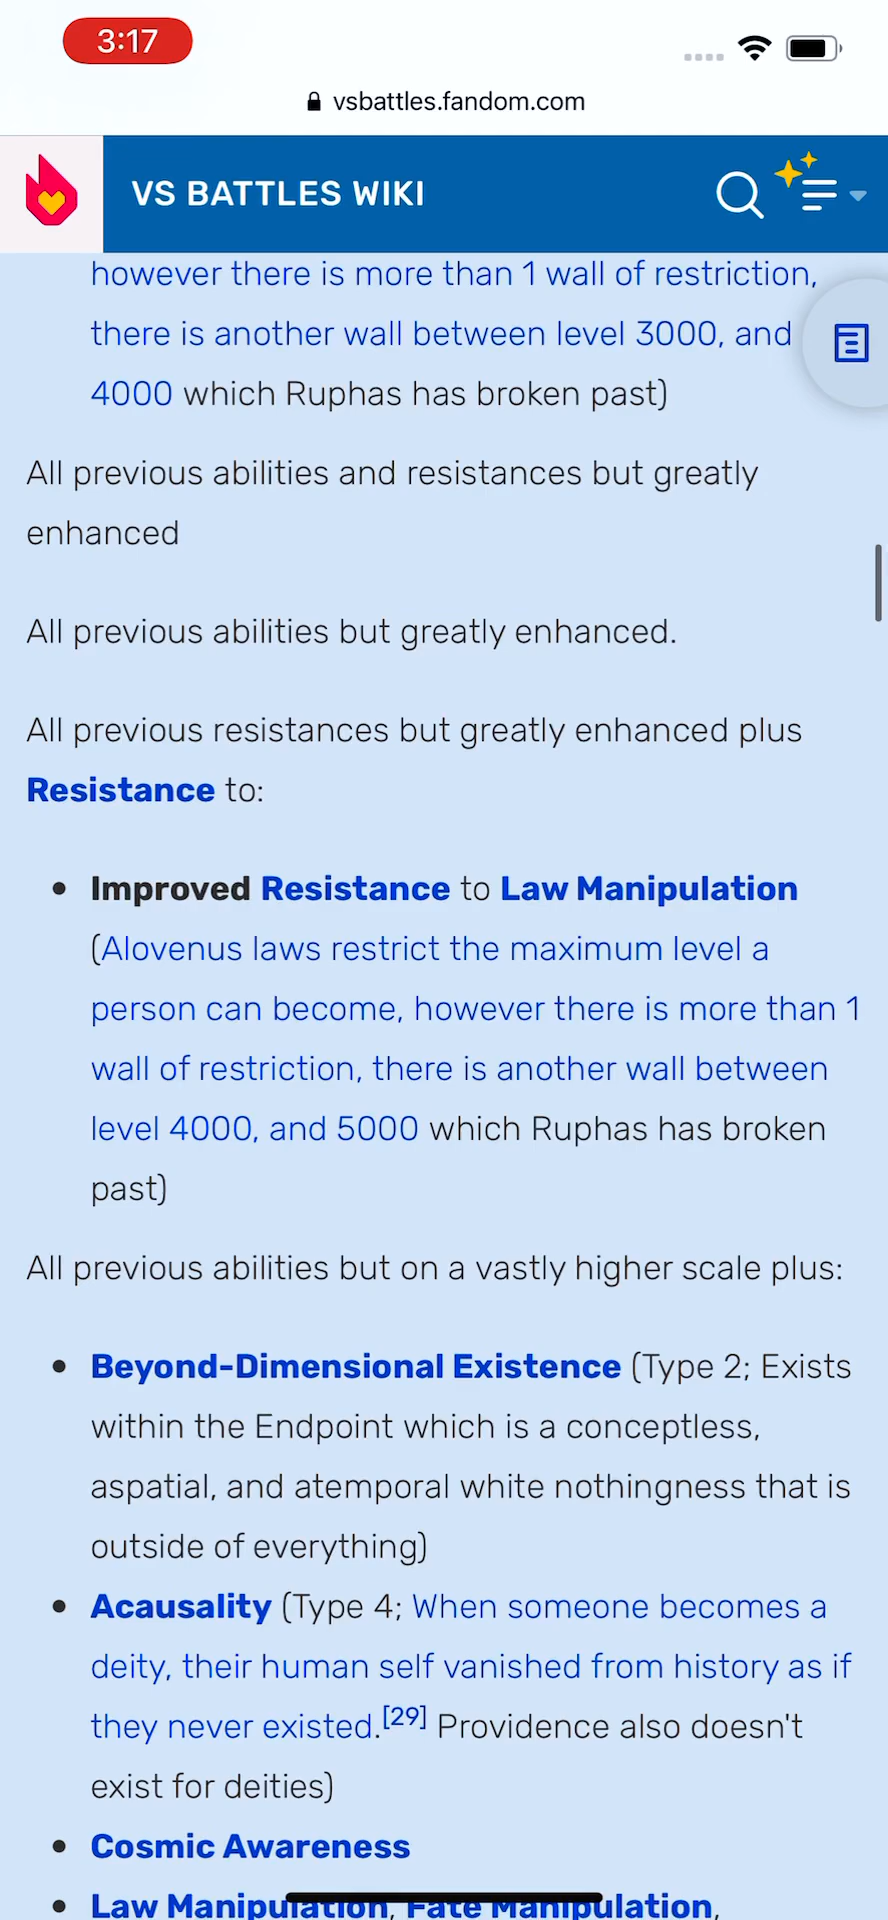 3:17
vsbattles.fandom.com
VS BATTLES WIKI
however there is more than 1 wall of restriction,
there is another wall between level 3000, and
4000 which Ruphas has broken past)
All previous abilities and resistances but greatly
enhanced
All previous abilities but greatly enhanced.
All previous resistances but greatly enhanced plus
Resistance to:
• Improved Resistance to Law Manipulation
(Alovenus laws restrict the maximum level a
person can become, however there is more than 1
wall of restriction, there is another wall between
level 4000, and 5000 which Ruphas has broken
past)
All previous abilities but on a vastly higher scale plus:
• Beyond-Dimensional Existence (Type 2; Exists
within the Endpoint which is a conceptless,
aspatial, and atemporal white nothingness that is
outside of everything)
• Acausality (Type 4; When someone becomes a
deity, their human self vanished from history as if
they never existed.[29] Providence also doesn't
exist for deities)
• Cosmic Awareness
• Law Manipulation, Fate Manipulation,